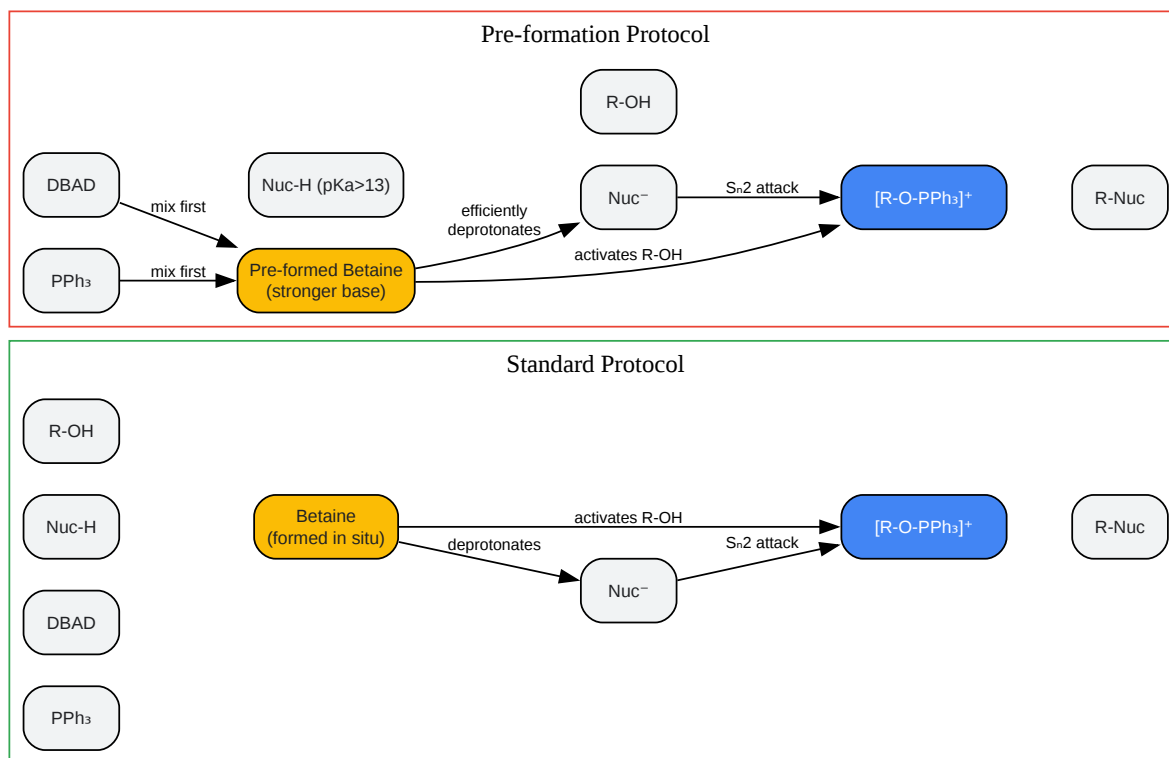 Pre-formation Protocol
R-OH
DBAD
mix first
Nuc-H (pKa>13)
efficiently
deprotonates
Nuc⁻
Sₙ2 attack
[R-O-PPh₃]⁺
R-Nuc
PPh₃
mix first
Pre-formed Betaine
(stronger base)
activates R-OH
Standard Protocol
R-OH
Nuc-H
Betaine
(formed in situ)
activates R-OH
deprotonates
Sₙ2 attack
[R-O-PPh₃]⁺
R-Nuc
Nuc⁻
DBAD
PPh₃